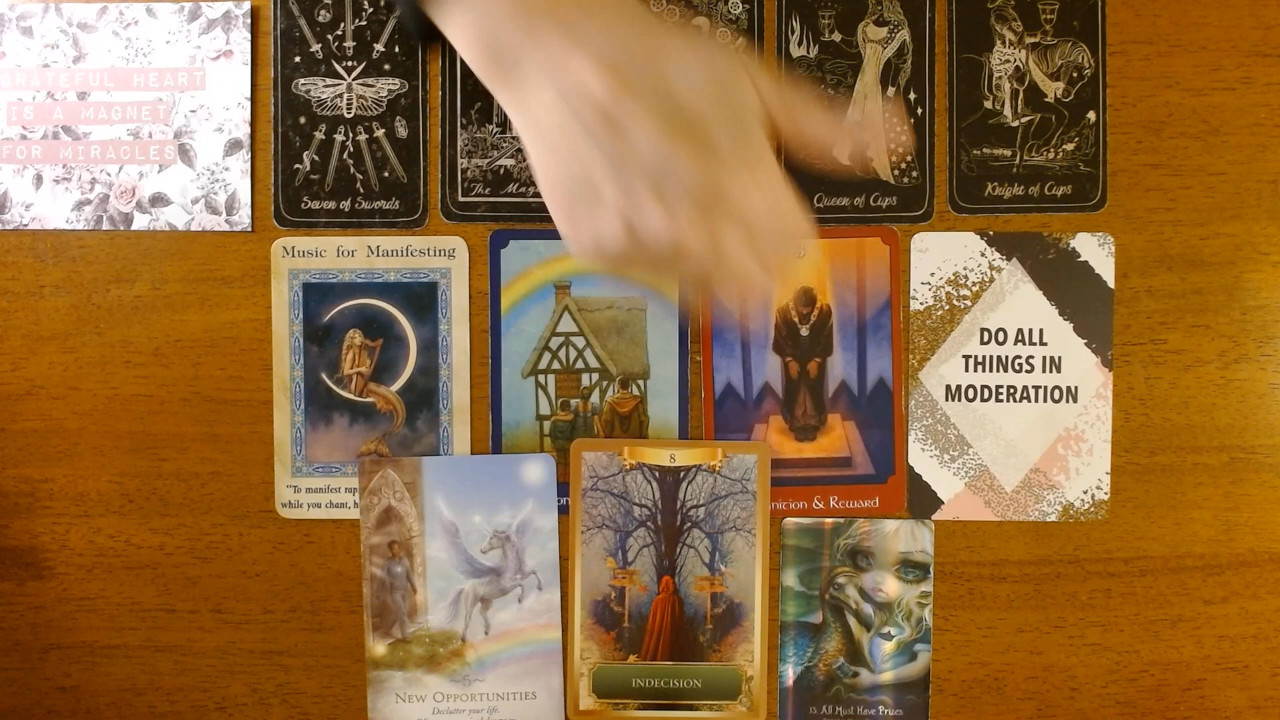 GRATEFUL HEART
IS A MAGNET
FOR MIRACLES
Seven of Swords
The Mag
Queen of Cups
Knight of Cups
Music for Manifesting
"To manifest rap
while you chant, h
nition & Reward
DO ALL
THINGS IN
MODERATION
~5~
NEW OPPORTUNITIES
Declutter your life.
8
INDECISION
13 All Must Have Prizes